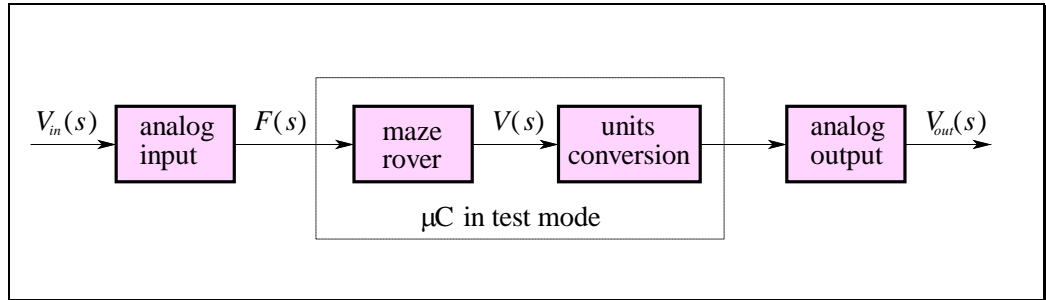 V_in(s)
analog
input
F(s)
maze
rover
V(s)
units
conversion
analog
output
V_out(s)
μC in test mode